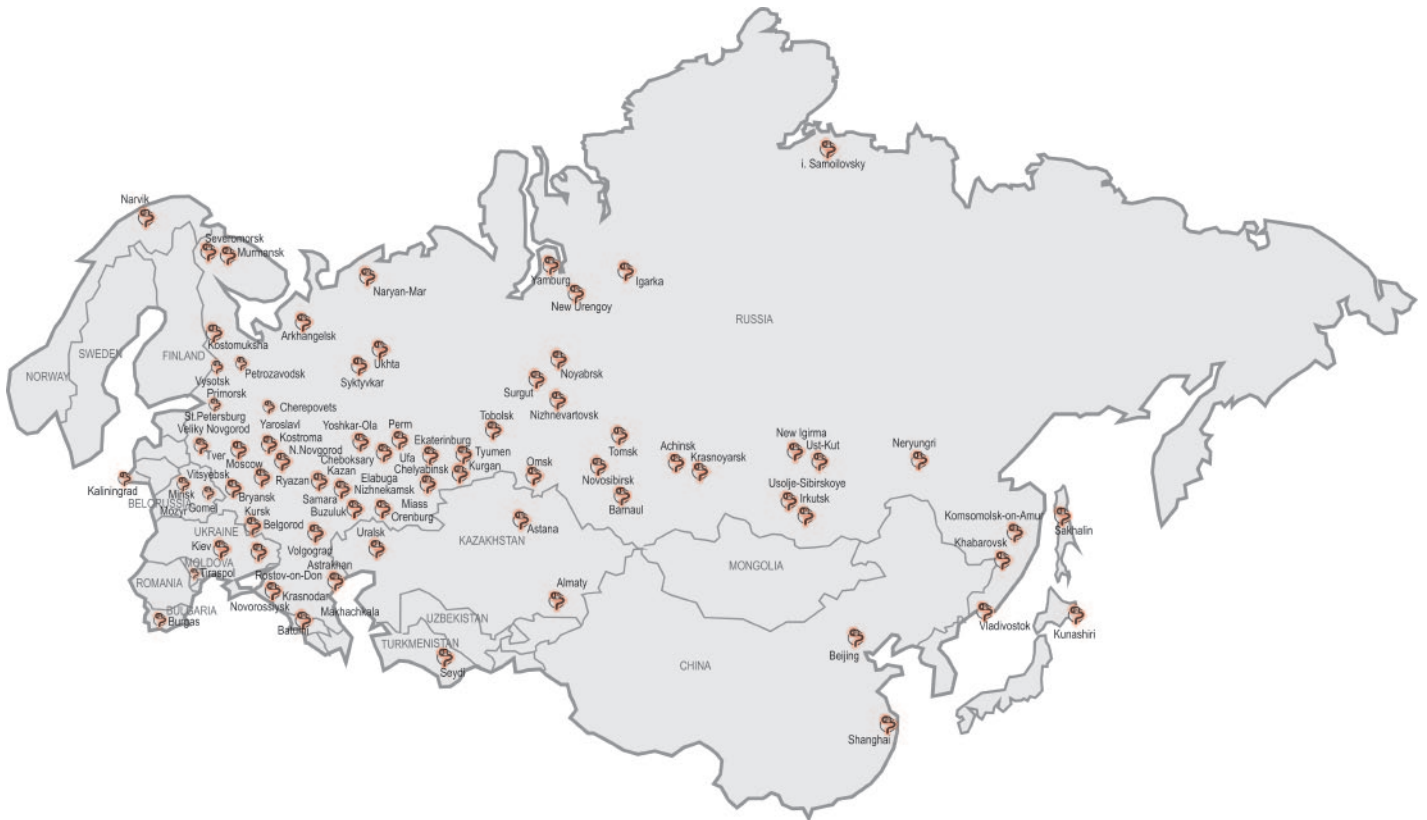 i. Samoilovsky
Narvik
Severomorsk
Murmansk
Naryan-Mar
Yamburg
Igarka
New Urengoy
RUSSIA
Arkhangelsk
Kostomuksha
SWEDEN
FINLAND
NORWAY
Ukhta
Petrozavodsk
Vysotsk
Syktyvkar
Noyabrsk
Surgut
Primorsk
Cherepovets
Nizhnevartovsk
St.Petersburg
Tobolsk
Veliky Novgorod
Yaroslavl
Yoshkar-Ola
Perm
Kostroma
Ekaterinburg
New Igirma
Tver
N.Novgorod
Tomsk
Achinsk
Ust-Kut
Neryungri
Moscow
Cheboksary
Ufa
Tyumen
Krasnoyarsk
Kazan
Chelyabinsk
Kurgan
Omsk
Vitsyebsk
Ryazan
Elabuga
Novosibirsk
Usolje-Sibirskoye
Kaliningrad
Minsk
Bryansk
Samara
Nizhnekamsk
Irkutsk
BELORUSSIA
Gomel
Mozyr
Kursk
Buzuluk
Miass
Orenburg
Barnaul
Komsomolsk-on-Amur
Belgorod
Astana
Sakhalin
UKRAINE
Uralsk
KAZAKHSTAN
Kiev
Volgograd
Khabarovsk
MOLDOVA
Astrakhan
MONGOLIA
Tiraspol
Rostov-on-Don
ROMANIA
Almaty
Krasnodar
Novorossiysk
Makhachkala
BULGARIA
UZBEKISTAN
Burgas
Batumi
Vladivostok
Kunashiri
TURKMENISTAN
Beijing
CHINA
Seydi
Shanghai